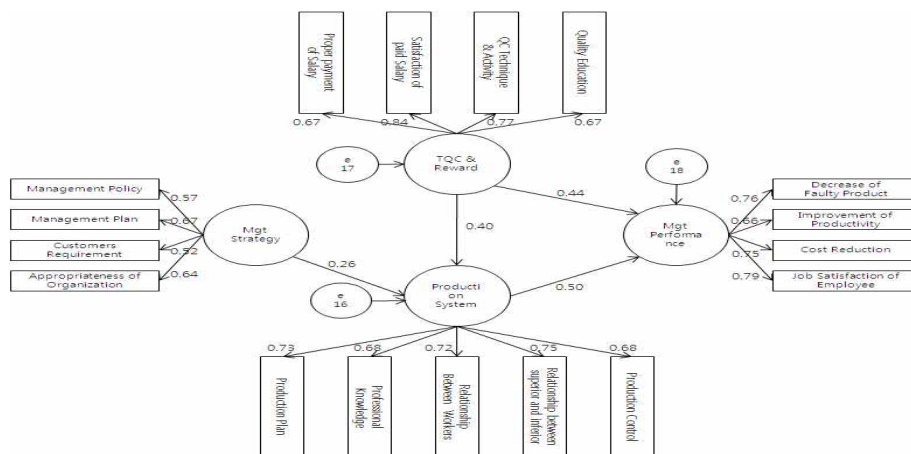 Proper payment
of Salary
Satisfaction of
paid Salary
QC Technique
& Activity
Quality Education
0.67
0.84
0.77
0.67
e
17
TQC &
Reward
e
18
Management Policy
Management Plan
Customers
Requirement
Appropriateness of
Organization
0.57
0.67
0.52
0.64
Mgt
Strategy
0.44
0.40
0.26
0.50
Mgt
Performa
nce
0.76
0.66
0.75
0.79
Decrease of
Faulty Product
Improvement of
Productivity
Cost Reduction
Job Satisfaction of
Employee
e
16
Producti
on
System
0.73
0.68
0.72
0.75
0.68
Production Plan
Professional
Knowledge
Relationship
Between Workers
Relationship between
superior and inferior
Production Control